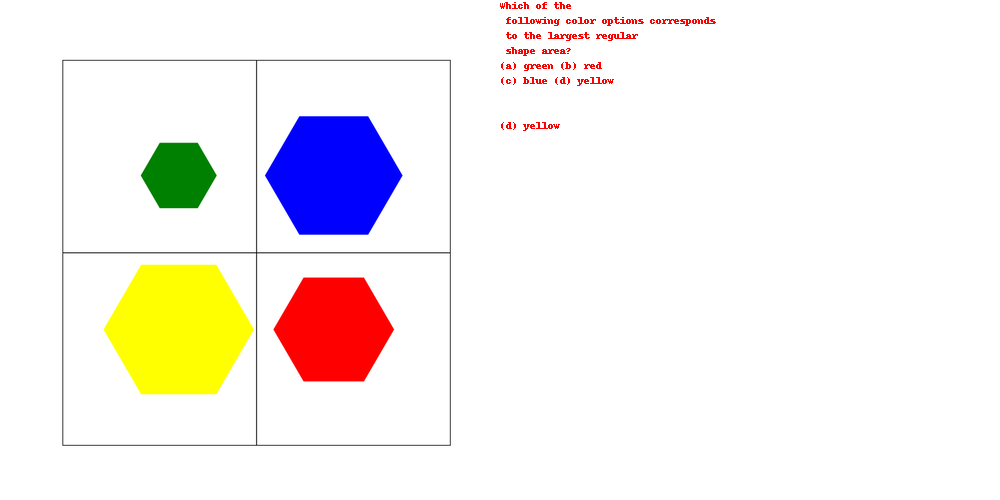 Which of the
following color options corresponds
to the largest regular
shape area?
(a) green (b) red
(c) blue (d) yellow
(d) yellow